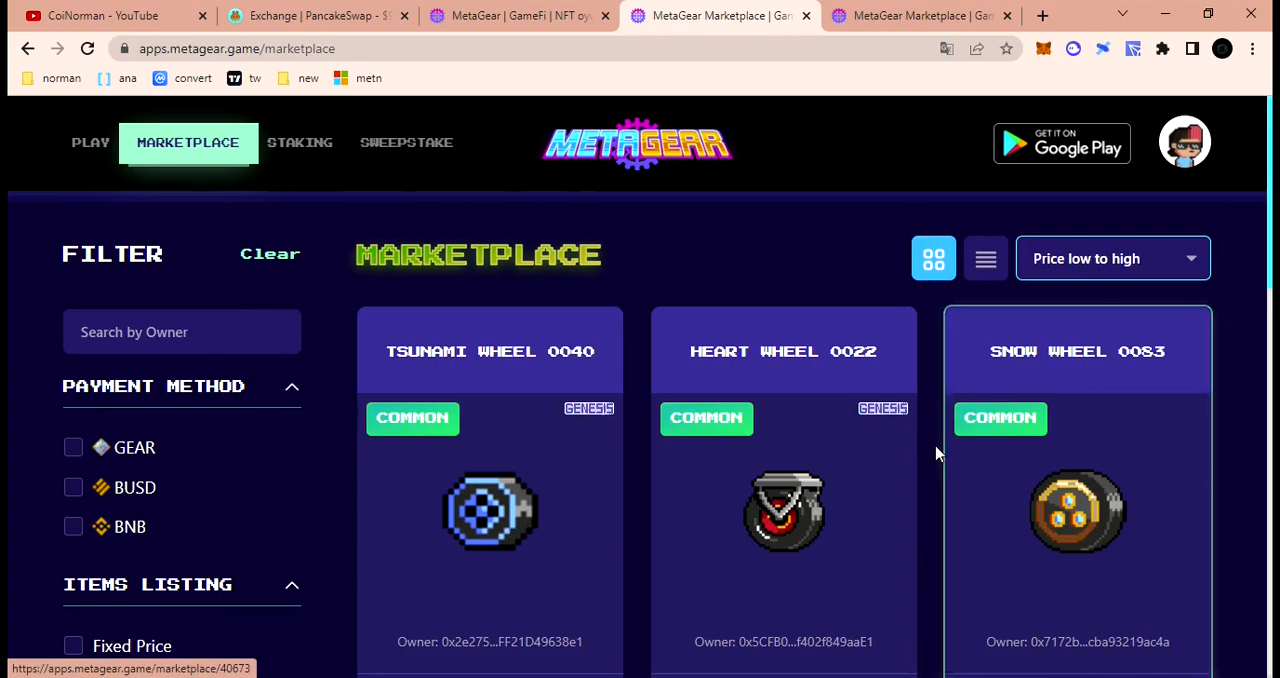 CoiNorman - YouTube
Exchange | PancakeSwap - $
MetaGear | GameFi | NFT oyu
MetaGear Marketplace | Gam
MetaGear Marketplace | Gam
apps.metagear.game/marketplace
norman
ana
convert
tw
new
metn
PLAY
MARKETPLACE
STAKING
SWEEPSTAKE
METAGEAR
GET IT ON
Google Play
FILTER
Clear
MARKETPLACE
Price low to high
Search by Owner
TSUNAMI WHEEL 0040
HEART WHEEL 0022
SNOW WHEEL 0083
PAYMENT METHOD
COMMON
GENESIS
COMMON
GENESIS
COMMON
GEAR
BUSD
BNB
ITEMS LISTING
Fixed Price
Owner: 0x2e275...FF21D49638e1
Owner: 0x5CFB0...f402f849aaE1
Owner: 0x7172b...cba93219ac4a
https://apps.metagear.game/marketplace/40673